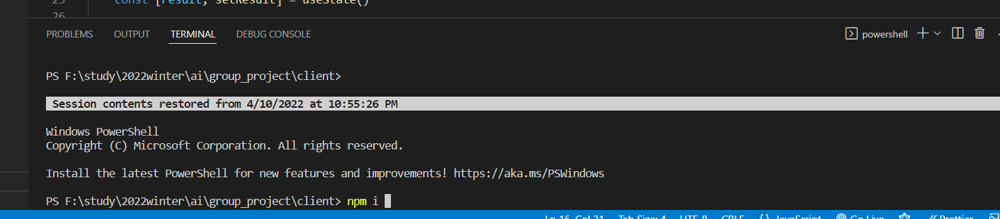 25 const [result, setResult] = useState()
26
PROBLEMS OUTPUT TERMINAL DEBUG CONSOLE powershell
PS F:\study\2022winter\ai\group_project\client>
Session contents restored from 4/10/2022 at 10:55:26 PM
Windows PowerShell
Copyright (C) Microsoft Corporation. All rights reserved.
Install the latest PowerShell for new features and improvements! https://aka.ms/PSWindows
PS F:\study\2022winter\ai\group_project\client> npm i
Ln 16, Col 31 Tab Size: 4 UTF-8 CRLF {} JavaScript Go Live Prettier